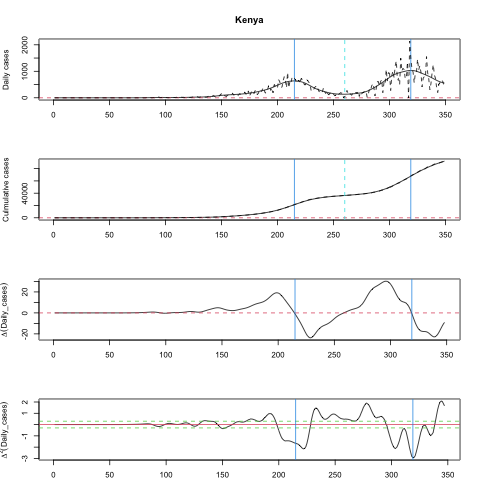 Kenya
Daily cases
0 1000 2000
0 50 100 150 200 250 300 350
Culmulative cases
0 40000
0 50 100 150 200 250 300 350
Δ(Daily_cases)
-20 0 20
0 50 100 150 200 250 300 350
Δ²(Daily_cases)
-3 -1 1 2
0 50 100 150 200 250 300 350